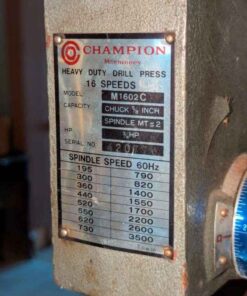 CHAMPION
HEAVY DUTY DRILL PRESS
16 SPEEDS
MODEL M1602C
CAPACITY CHUCK 5/8 INCH
SPINDLE MT # 2
HP 3/4HP
SERIAL NO.
SPINDLE SPEED 60Hz
195 790
300 820
360 1400
440 1550
520 1700
550 2200
620 2600
730 3500